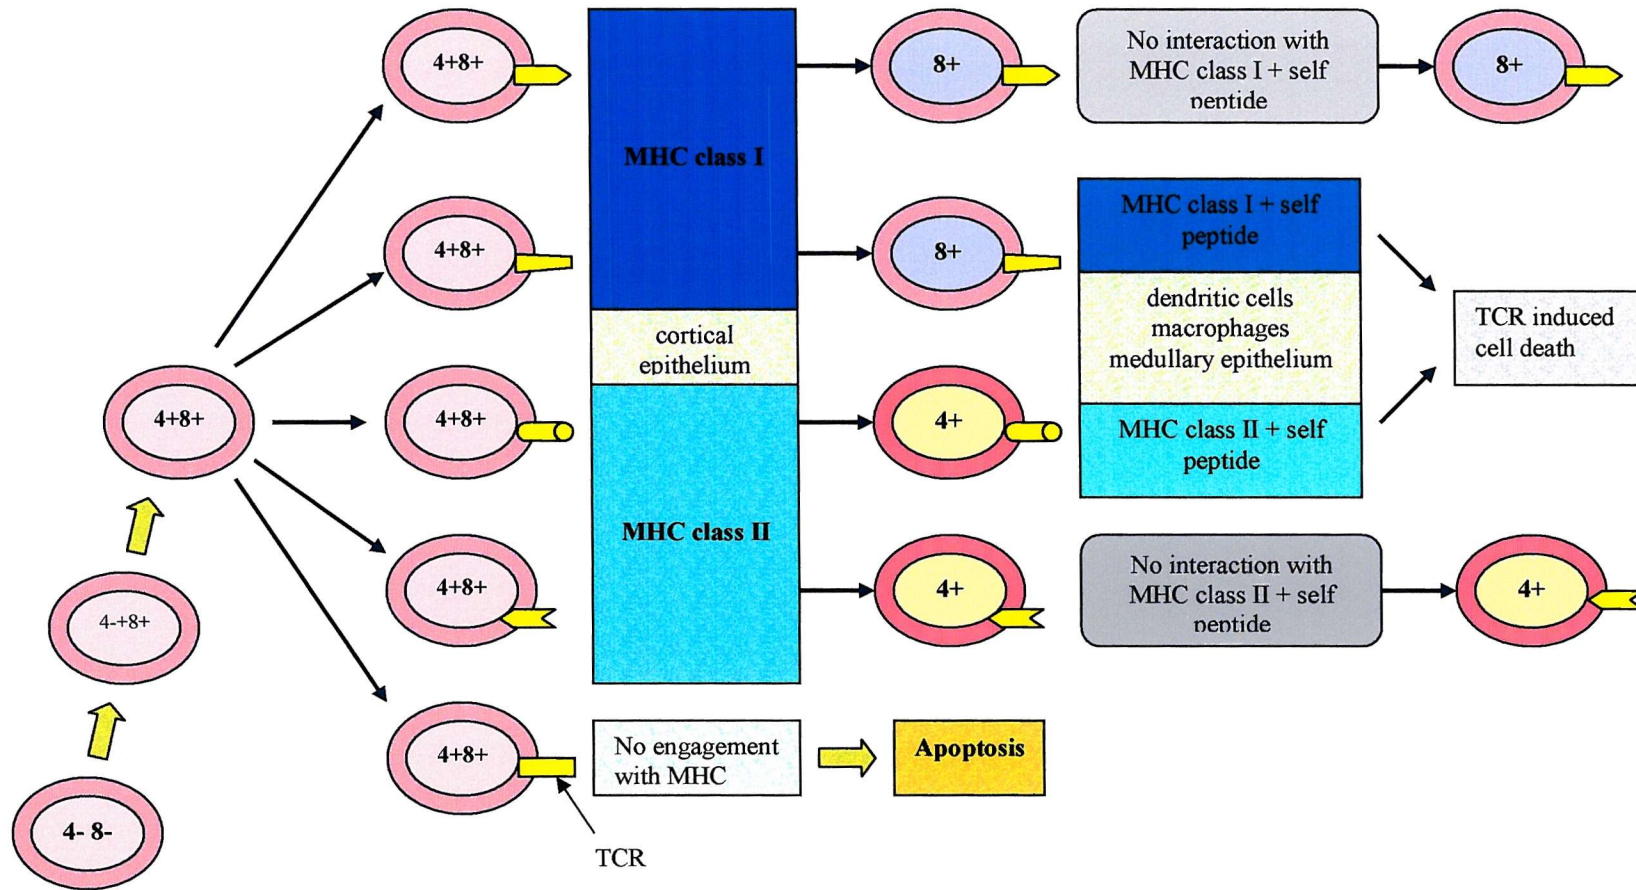 4+8+
MHC class I
8+
No interaction with
MHC class I + self
peptide
8+
4+8+
8+
MHC class I + self
peptide
cortical
epithelium
dendritic cells
macrophages
medullary epithelium
TCR induced
cell death
4+8+
4+8+
4+
MHC class II + self
peptide
MHC class II
4-+8+
4+8+
4+
No interaction with
MHC class II + self
peptide
4+
4+8+
No engagement
with MHC
Apoptosis
4- 8-
TCR